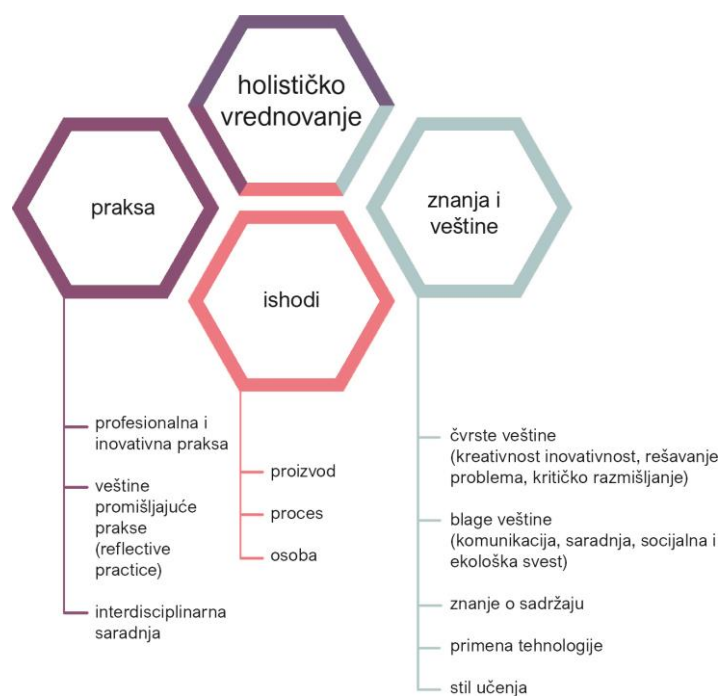 holističko
vrednovanje
praksa
znanja i
veštine
ishodi
profesionalna i
inovativna praksa
veštine
promišljajuće
prakse
(reflective
practice)
interdisciplinarna
saradnja
proizvod
proces
osoba
čvrste veštine
(kreativnost inovativnost, rešavanje
problema, kritičko razmišljanje)
blage veštine
(komunikacija, saradnja, socijalna i
ekološka svest)
znanje o sadržaju
primena tehnologije
stil učenja